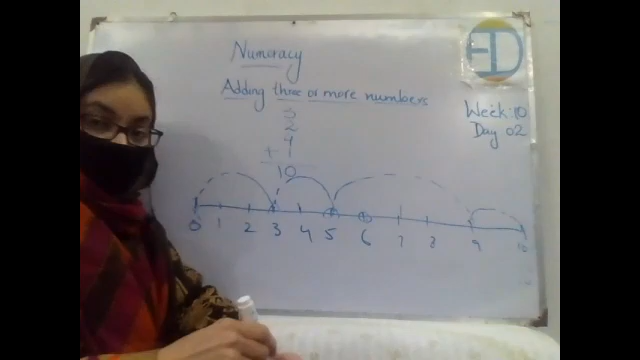 Numeracy
Adding three or more numbers
3
2
4
+ 1
10
0 1 2 3 4 5 6 7 8 9 10
Week:10
Day 02